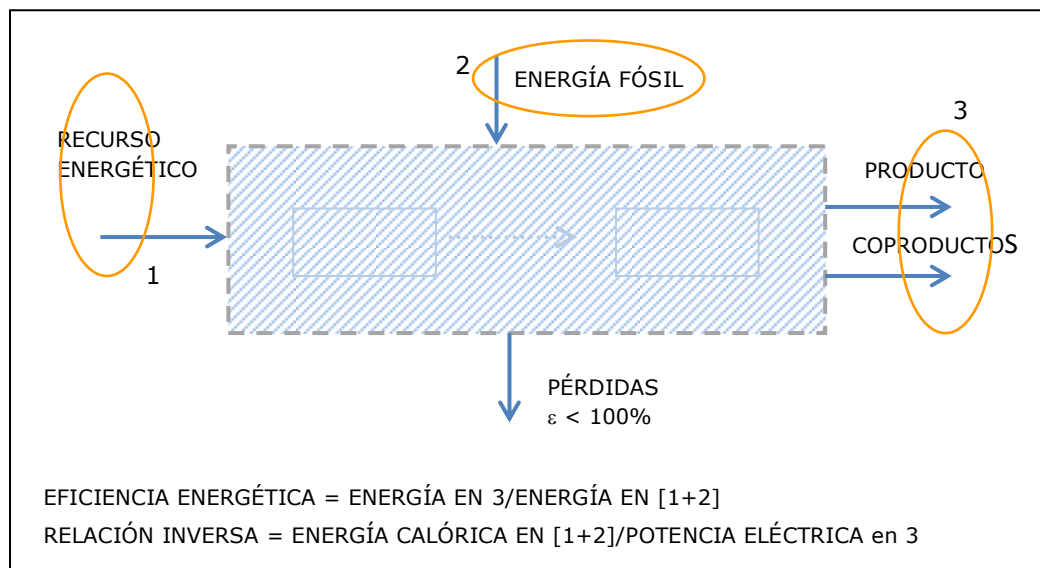 2
ENERGÍA FÓSIL
3
RECURSO
ENERGÉTICO
PRODUCTO
COPRODUCTOS
1
PÉRDIDAS
ε < 100%
EFICIENCIA ENERGÉTICA = ENERGÍA EN 3/ENERGÍA EN [1+2]
RELACIÓN INVERSA = ENERGÍA CALÓRICA EN [1+2]/POTENCIA ELÉCTRICA en 3